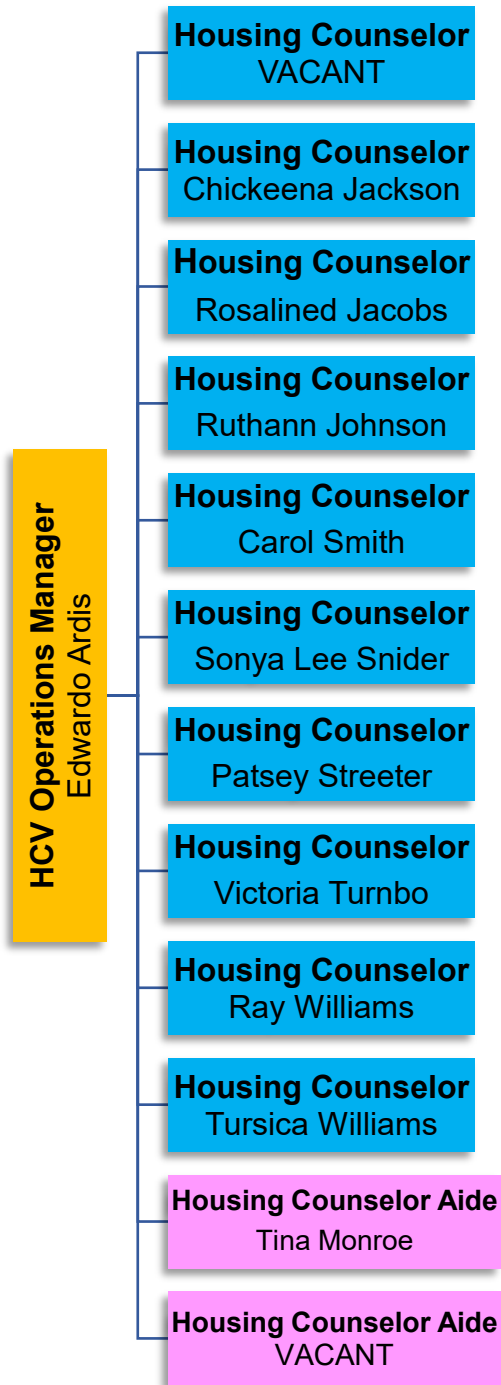 Housing Counselor
VACANT
Housing Counselor
Chickeena Jackson
Housing Counselor
Rosalined Jacobs
Housing Counselor
Ruthann Johnson
Housing Counselor
Carol Smith
Housing Counselor
Sonya Lee Snider
Housing Counselor
Patsey Streeter
Housing Counselor
Victoria Turnbo
Housing Counselor
Ray Williams
Housing Counselor
Tursica Williams
Housing Counselor Aide
Tina Monroe
Housing Counselor Aide
VACANT
HCV Operations Manager
Edwardo Ardis